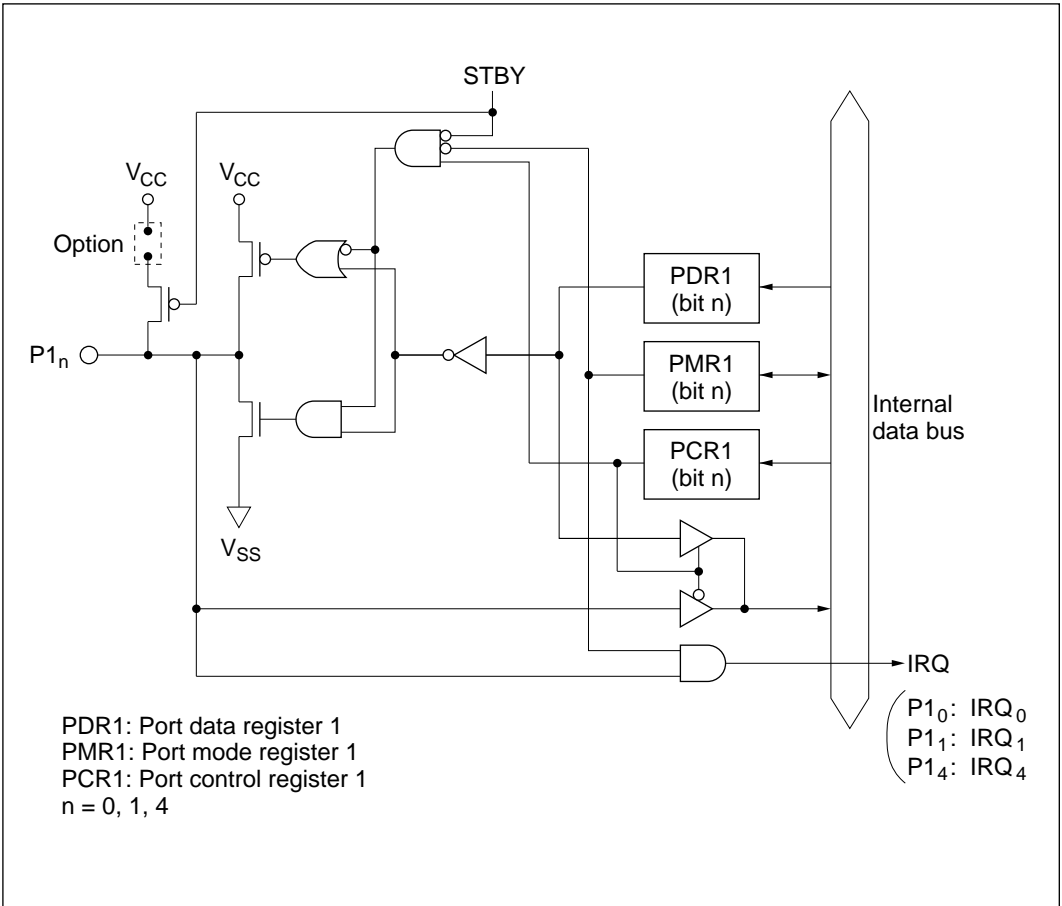 STBY
VCC
VCC
Option
P1n
VSS
PDR1
(bit n)
PMR1
(bit n)
PCR1
(bit n)
Internal
data bus
IRQ
P10: IRQ0
P11: IRQ1
P14: IRQ4
PDR1: Port data register 1
PMR1: Port mode register 1
PCR1: Port control register 1
n = 0, 1, 4